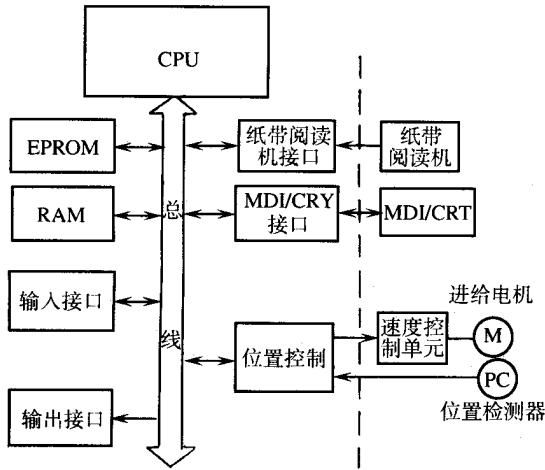 CPU
EPROM
纸带阅读
机接口
纸带
阅读机
RAM
总
MDI/CRY
接口
MDI/CRT
输入接口
线
位置控制
速度控
制单元
进给电机
M
PC
位置检测器
输出接口